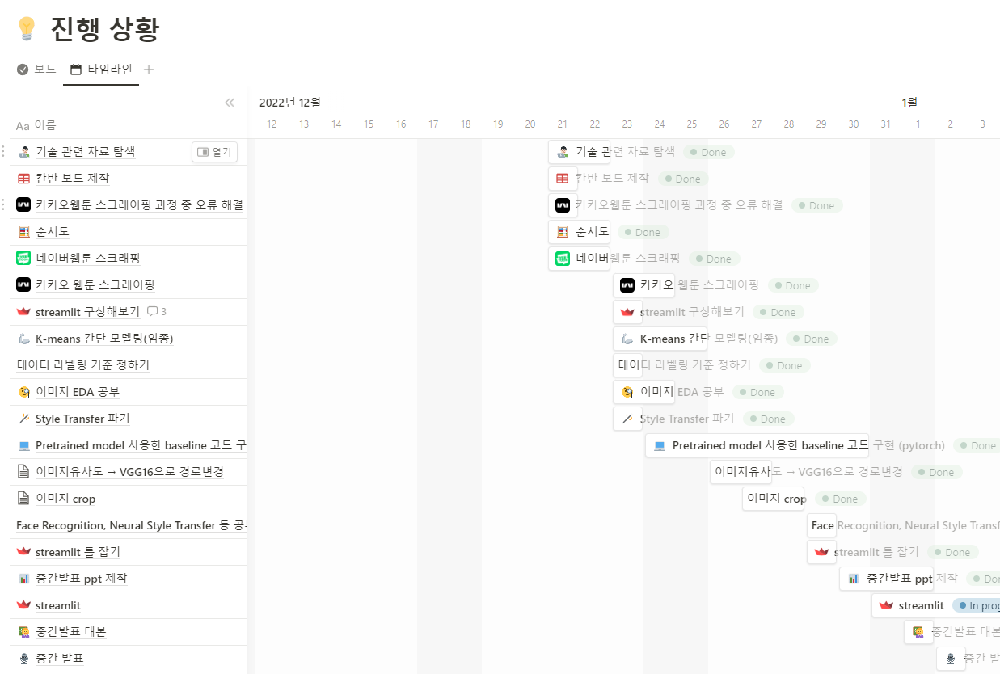 진행 상황
보드 타임라인
2022년 12월 1월
Aa 이름 12 13 14 15 16 17 18 19 20 21 22 23 24 25 26 27 28 29 30 31 1 2 3
기술 관련 자료 탐색 열기 기술 관련 자료 탐색 Done
칸반 보드 제작 칸반 보드 제작 Done
카카오웹툰 스크레이핑 과정 중 오류 해결 카카오웹툰 스크레이핑 과정 중 오류 해결 Done
순서도 순서도 Done
네이버웹툰 스크래핑 네이버웹툰 스크래핑 Done
카카오 웹툰 스크레이핑 카카오 웹툰 스크레이핑 Done
streamlit 구상해보기 3 streamlit 구상해보기 Done
K-means 간단 모델링(임종) K-means 간단 모델링(임종) Done
데이터 라벨링 기준 정하기 데이터 라벨링 기준 정하기 Done
이미지 EDA 공부 이미지 EDA 공부 Done
Style Transfer 파기 Style Transfer 파기 Done
Pretrained model 사용한 baseline 코드 구 Pretrained model 사용한 baseline 코드 구현 (pytorch) Done
이미지유사도 → VGG16으로 경로변경 이미지유사도 → VGG16으로 경로변경 Done
이미지 crop 이미지 crop Done
Face Recognition, Neural Style Transfer 등 Face Recognition, Neural Style Transf
streamlit 틀 잡기 streamlit 틀 잡기 Done
중간발표 ppt 제작 중간발표 ppt 제작 Don
streamlit streamlit In prog
중간발표 대본 중간발표 대본
중간 발표 중간 발